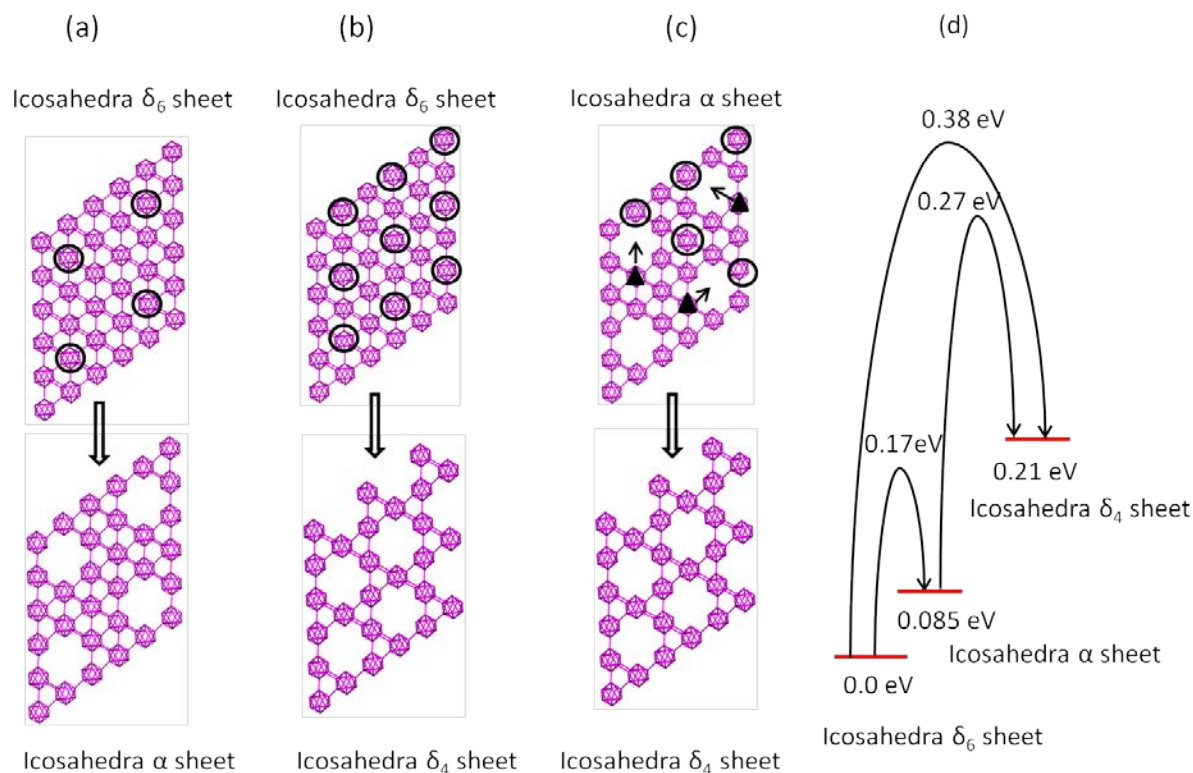 (a)
(b)
(c)
(d)
Icosahedra δ₆ sheet
Icosahedra δ₆ sheet
Icosahedra α sheet
0.38 eV
0.27 eV
0.17eV
0.21 eV
Icosahedra δ₄ sheet
0.085 eV
Icosahedra α sheet
0.0 eV
Icosahedra δ₆ sheet
Icosahedra α sheet
Icosahedra δ₄ sheet
Icosahedra δ₄ sheet